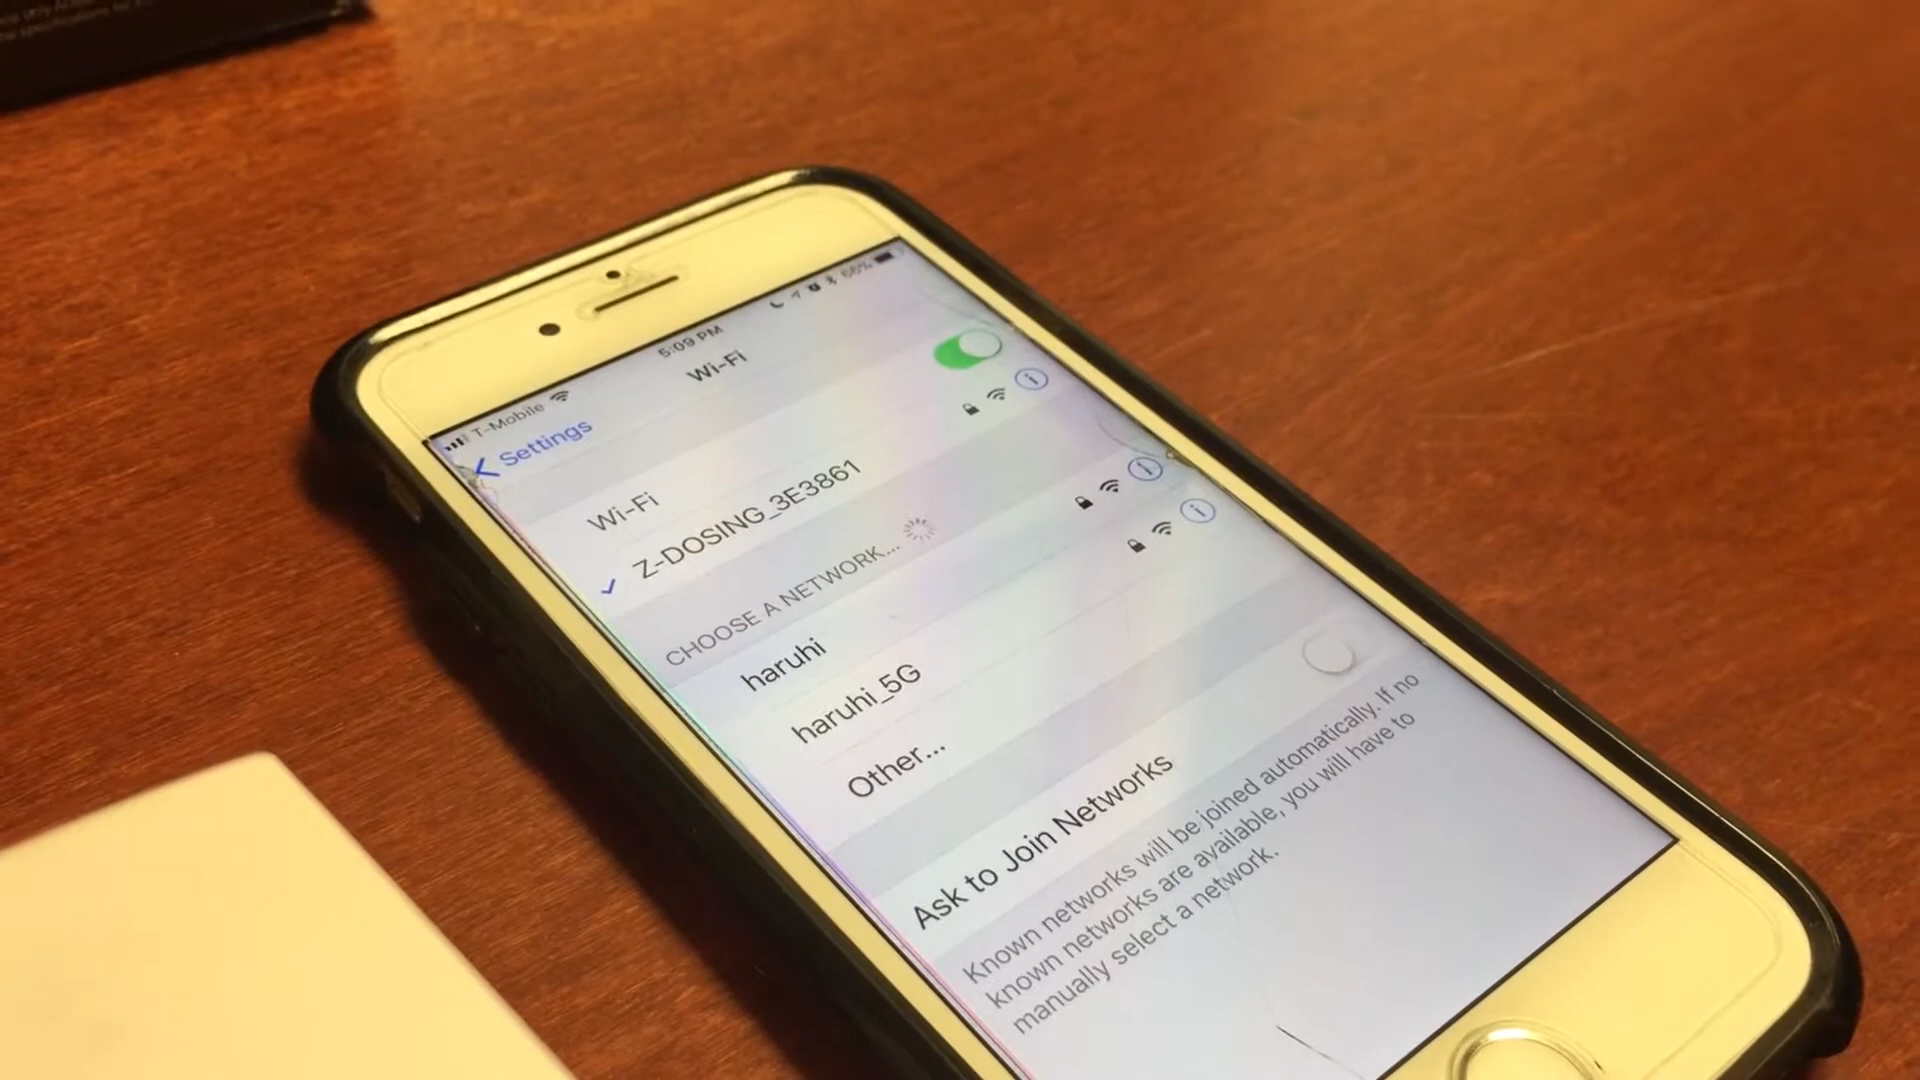 T-Mobile
5:09 PM
66%
Settings
Wi-Fi
Wi-Fi
Z-DOSING_3E3861
CHOOSE A NETWORK...
haruhi
haruhi_5G
Other...
Ask to Join Networks
Known networks will be joined automatically. If no
known networks are available, you will have to
manually select a network.